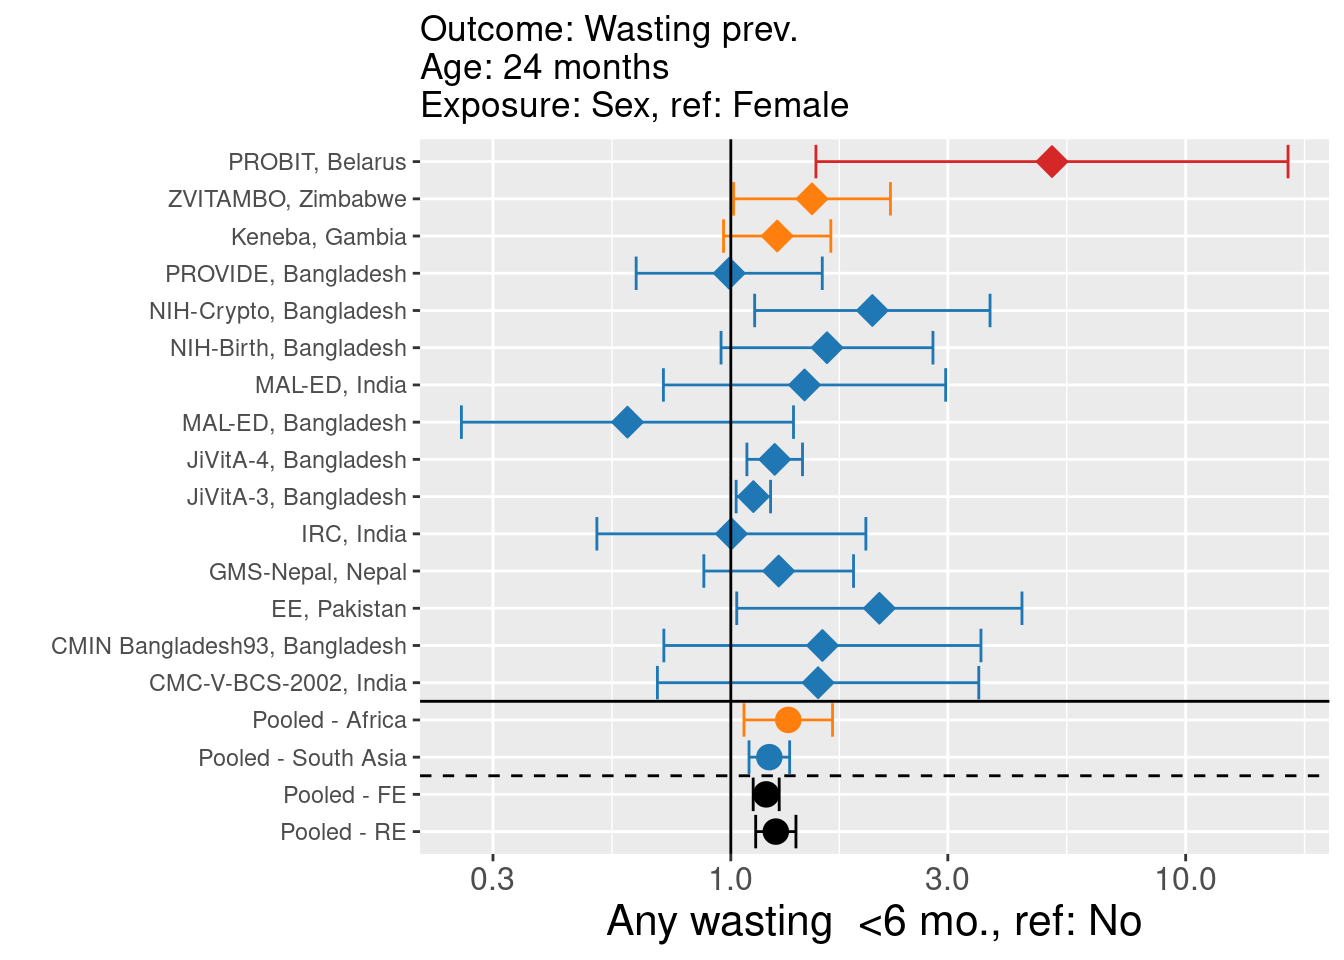 Outcome: Wasting prev.
Age: 24 months
Exposure: Sex, ref: Female
PROBIT, Belarus
ZVITAMBO, Zimbabwe
Keneba, Gambia
PROVIDE, Bangladesh
NIH-Crypto, Bangladesh
NIH-Birth, Bangladesh
MAL-ED, India
MAL-ED, Bangladesh
JiVitA-4, Bangladesh
JiVitA-3, Bangladesh
IRC, India
GMS-Nepal, Nepal
EE, Pakistan
CMIN Bangladesh93, Bangladesh
CMC-V-BCS-2002, India
Pooled - Africa
Pooled - South Asia
Pooled - FE
Pooled - RE
0.3 1.0 3.0 10.0
Any wasting  <6 mo., ref: No